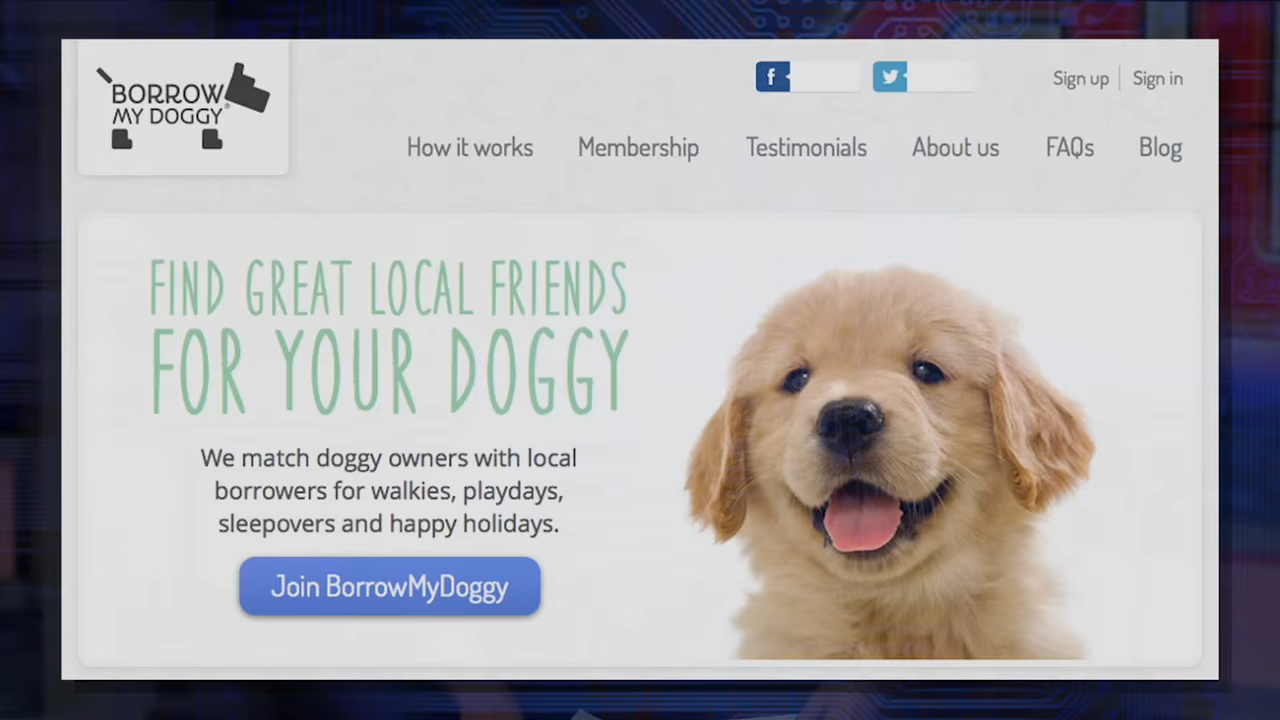 BORROW
MY DOGGY®
f
Sign up
Sign in
How it works
Membership
Testimonials
About us
FAQs
Blog
FIND GREAT LOCAL FRIENDS
FOR YOUR DOGGY
We match doggy owners with local
borrowers for walkies, playdays,
sleepovers and happy holidays.
Join BorrowMyDoggy